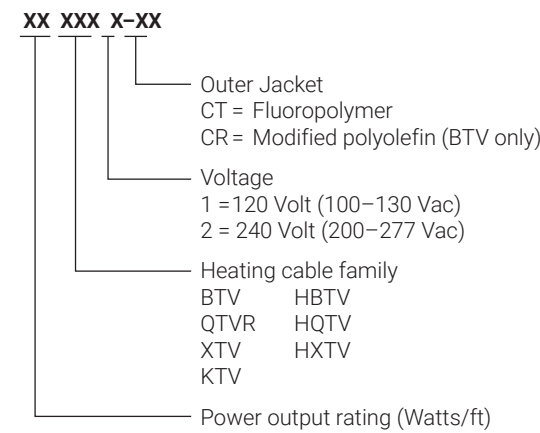 XX XXX X–XX
Outer Jacket
CT = Fluoropolymer
CR = Modified polyolefin (BTV only)
Voltage
1 =120 Volt (100–130 Vac)
2 = 240 Volt (200–277 Vac)
Heating cable family
BTV HBTV
QTVR HQTV
XTV HXTV
KTV
Power output rating (Watts/ft)